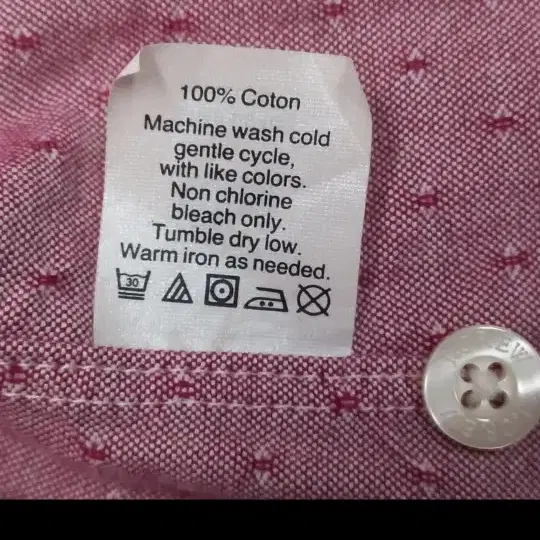 100% Coton
Machine wash cold
gentle cycle,
with like colors.
Non chlorine
bleach only.
Tumble dry low.
Warm iron as needed.
30